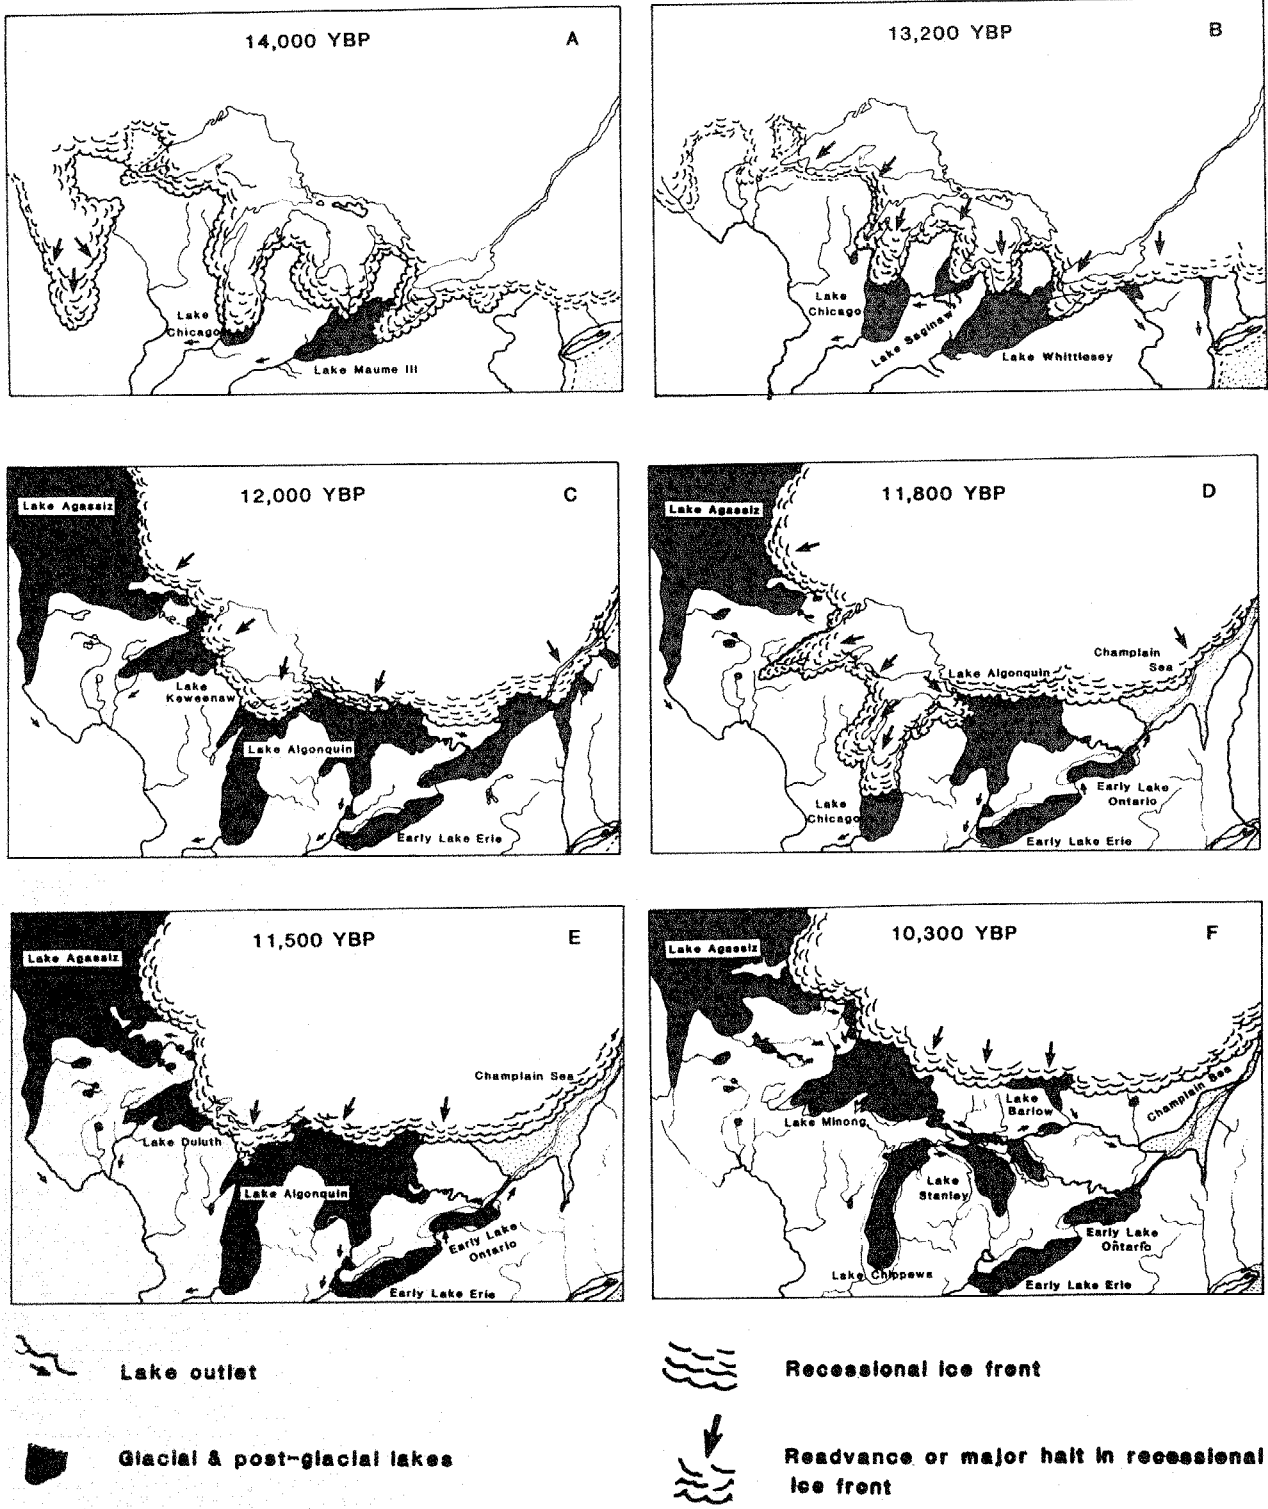 14,000 YBP
A
Lake
Chicago
Lake Maume III
13,200 YBP
B
Lake
Chicago
Lake Saginaw
Lake Whittlesey
12,000 YBP
C
Lake Agassiz
Lake
Keweenaw
Lake Algonquin
Early Lake Erie
11,800 YBP
D
Lake Agassiz
Lake Algonquin
Champlain
Sea
Lake
Chicago
Early Lake
Ontario
Early Lake Erie
11,500 YBP
E
Lake Agassiz
Champlain Sea
Lake Duluth
Lake Algonquin
Early Lake
Ontario
Early Lake Erie
10,300 YBP
F
Lake Agassiz
Lake
Barlow
Champlain Sea
Lake Minong
Lake
Stanley
Early Lake
Ontario
Lake Chippewa
Early Lake Erie
Lake outlet
Recessional ice front
Glacial & post-glacial lakes
Readvance or major halt in recessional
ice front